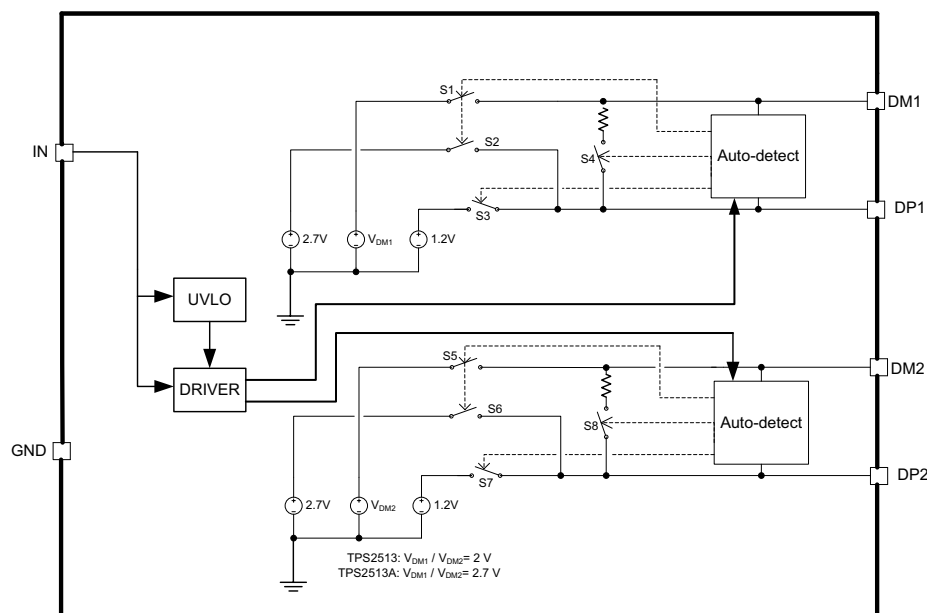 DM1
S1
S2
IN
Auto-detect
S4
DP1
S3
2.7V
VDM1
1.2V
UVLO
DM2
S5
DRIVER
S6
Auto-detect
S8
GND
DP2
S7
2.7V
VDM2
1.2V
TPS2513: VDM1 / VDM2= 2 V
TPS2513A: VDM1 / VDM2= 2.7 V